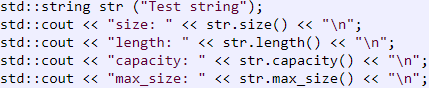 std::string str ("Test string");
std::cout << "size: " << str.size() << "\n";
std::cout << "length: " << str.length() << "\n";
std::cout << "capacity: " << str.capacity() << "\n";
std::cout << "max_size: " << str.max_size() << "\n";